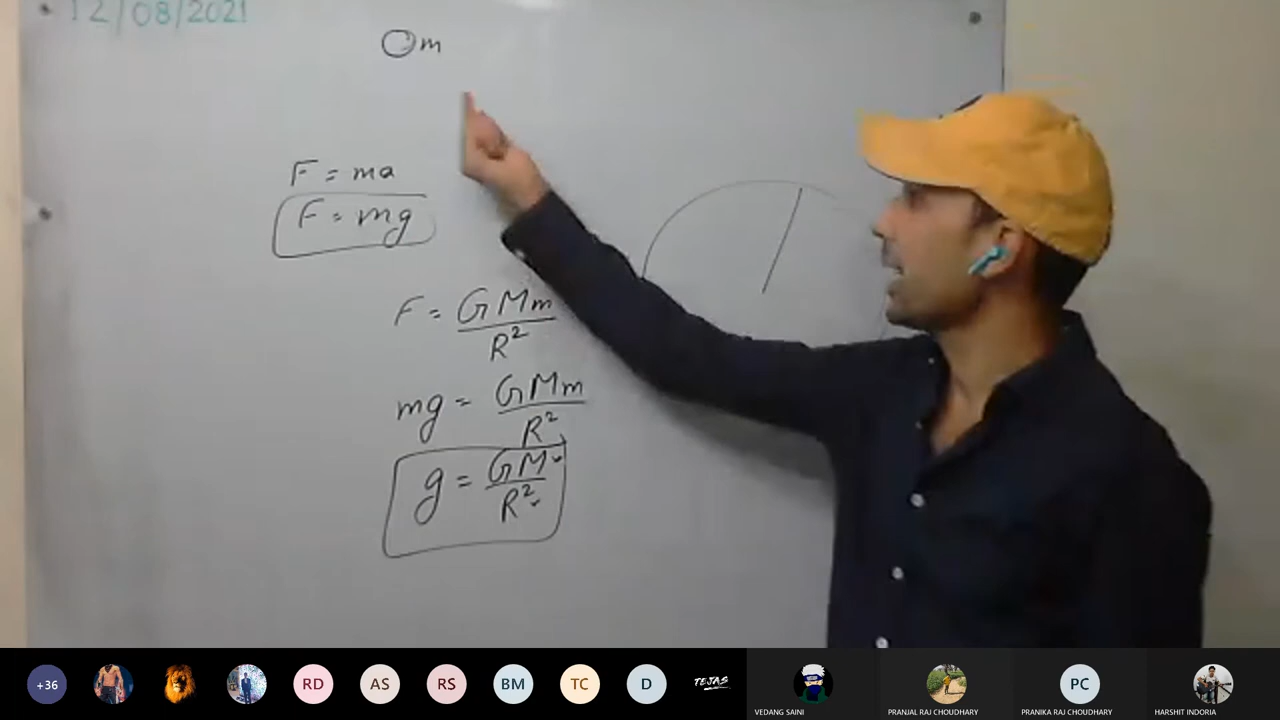 12/08/2021
m
F = ma
F = mg
F = GMm
R²
mg = GMm
R²
g = GM
R²
+36
RD
AS
RS
BM
TC
D
TEJAS
PC
VEDANG SAINI
PRANJAL RAJ CHOUDHARY
PRANIKA RAJ CHOUDHARY
HARSHIT INDORIA